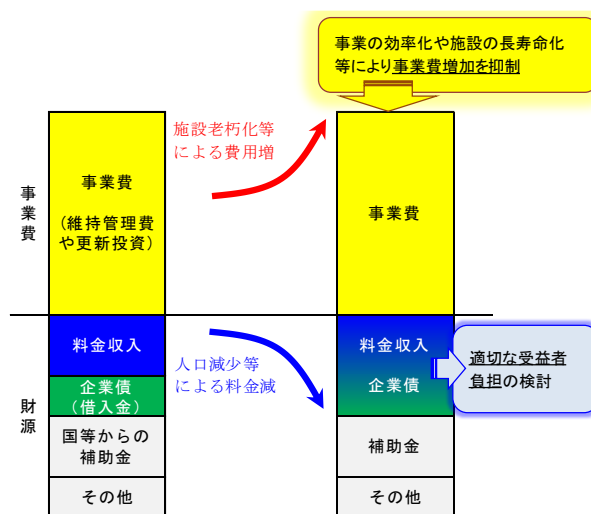 事業の効率化や施設の長寿命化
等により事業費増加を抑制
施設老朽化等
による費用増
事業費
事業費
(維持管理費
や更新投資)
事業費
料金収入
企業債
(借入金)
国等からの
補助金
その他
財源
人口減少等
による料金減
料金収入
企業債
補助金
その他
適切な受益者
負担の検討